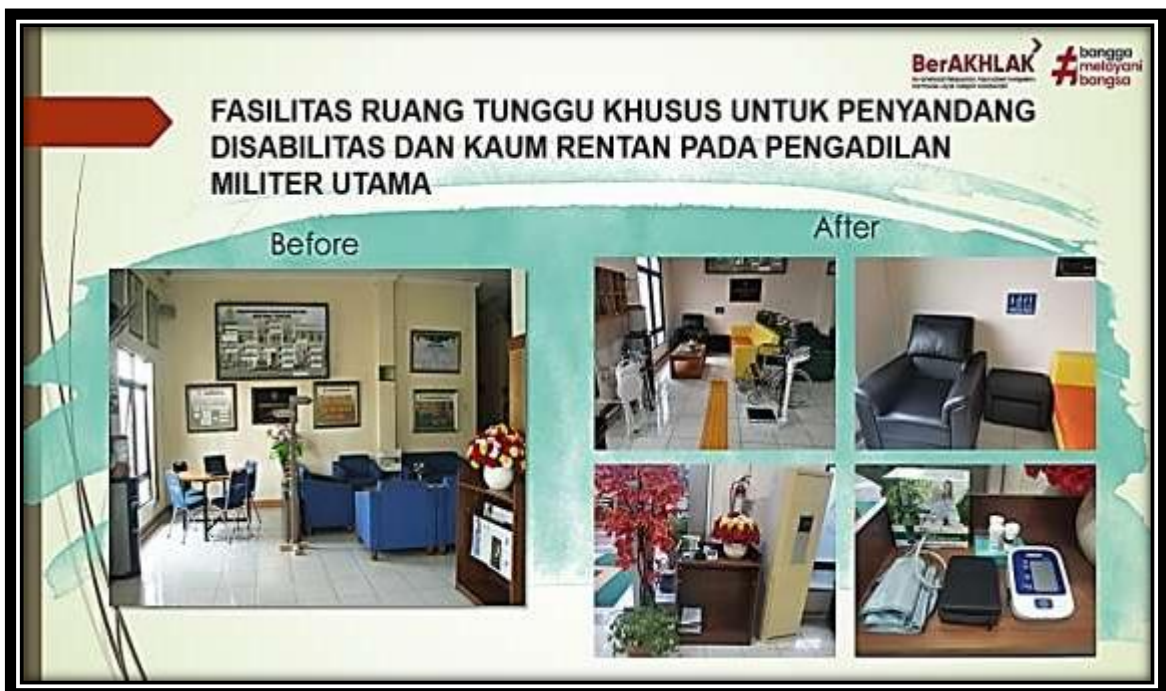 BerAKHLAK
#bangga
melayani
bangsa
FASILITAS RUANG TUNGGU KHUSUS UNTUK PENYANDANG
DISABILITAS DAN KAUM RENTAN PADA PENGADILAN
MILITER UTAMA
Before
After